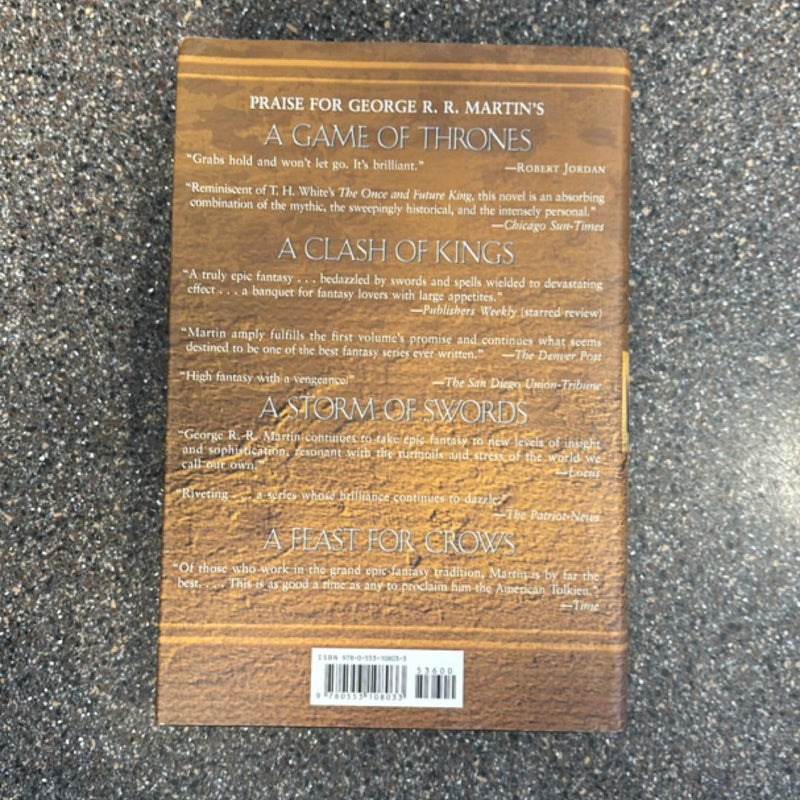 PRAISE FOR GEORGE R. R. MARTIN'S
A GAME OF THRONES
"Grabs hold and won't let go. It's brilliant." —ROBERT JORDAN
"Reminiscent of T. H. White's The Once and Future King, this novel is an absorbing
combination of the mythic, the sweepingly historical, and the intensely personal."
—Chicago Sun-Times
A CLASH OF KINGS
"A truly epic fantasy . . . bedazzled by swords and spells wielded to devastating
effect . . . a banquet for fantasy lovers with large appetites."
—Publishers Weekly (starred review)
"Martin amply fulfills the first volume's promise and continues what seems
destined to be one of the best fantasy series ever written." —The Denver Post
"High fantasy with a vengeance!" —The San Diego Union-Tribune
A STORM OF SWORDS
"George R. R. Martin continues to take epic fantasy to new levels of insight
and sophistication, resonant with the turmoils and stress of the world we
call our own." —Locus
"Riveting . . . a series whose brilliance continues to dazzle."
—The Patriot-News
A FEAST FOR CROWS
"Of those who work in the grand epic-fantasy tradition, Martin is by far the
best. . . . This is as good a time as any to proclaim him the American Tolkien."
—Time
ISBN 978-0-553-10803-3
53600
9 780553 108033